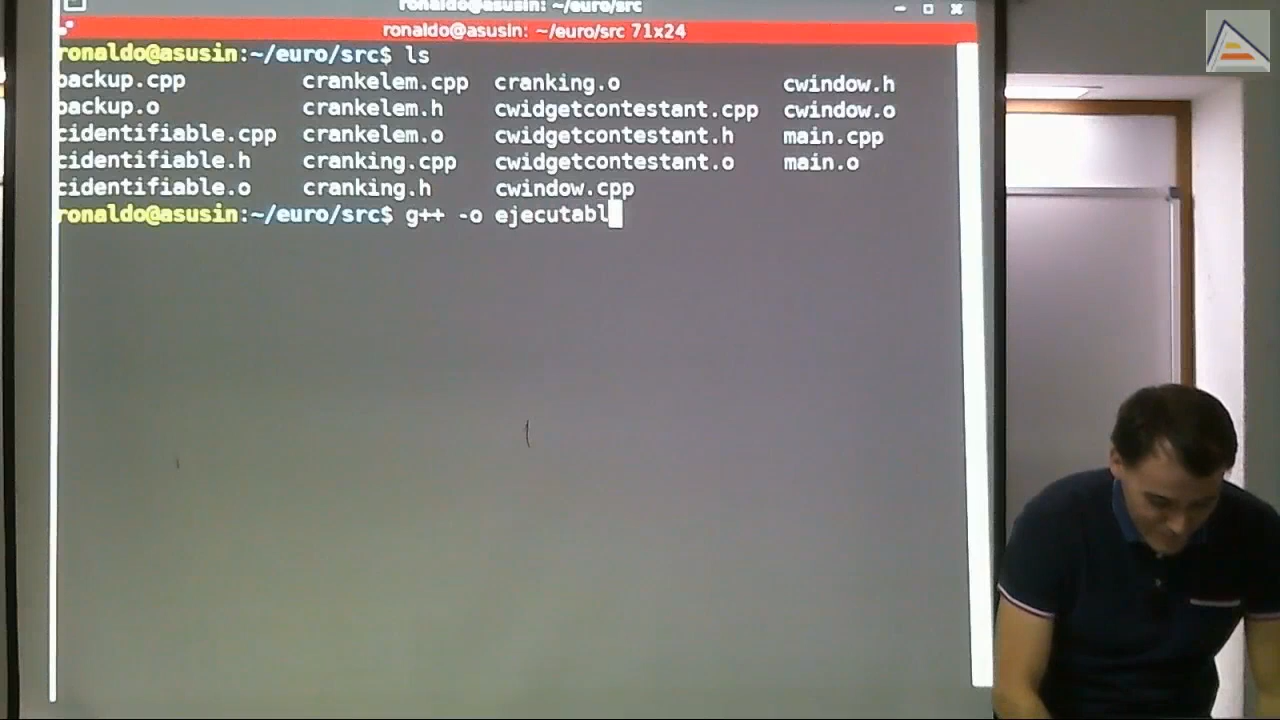 ronaldo@asusin: ~/euro/src
ronaldo@asusin: ~/euro/src 71x24
ronaldo@asusin:~/euro/src$ ls
backup.cpp crankelem.cpp cranking.o cwindow.h
backup.o crankelem.h cwidgetcontestant.cpp cwindow.o
cidentifiable.cpp crankelem.o cwidgetcontestant.h main.cpp
cidentifiable.h cranking.cpp cwidgetcontestant.o main.o
cidentifiable.o cranking.h cwindow.cpp
ronaldo@asusin:~/euro/src$ g++ -o ejecutabl